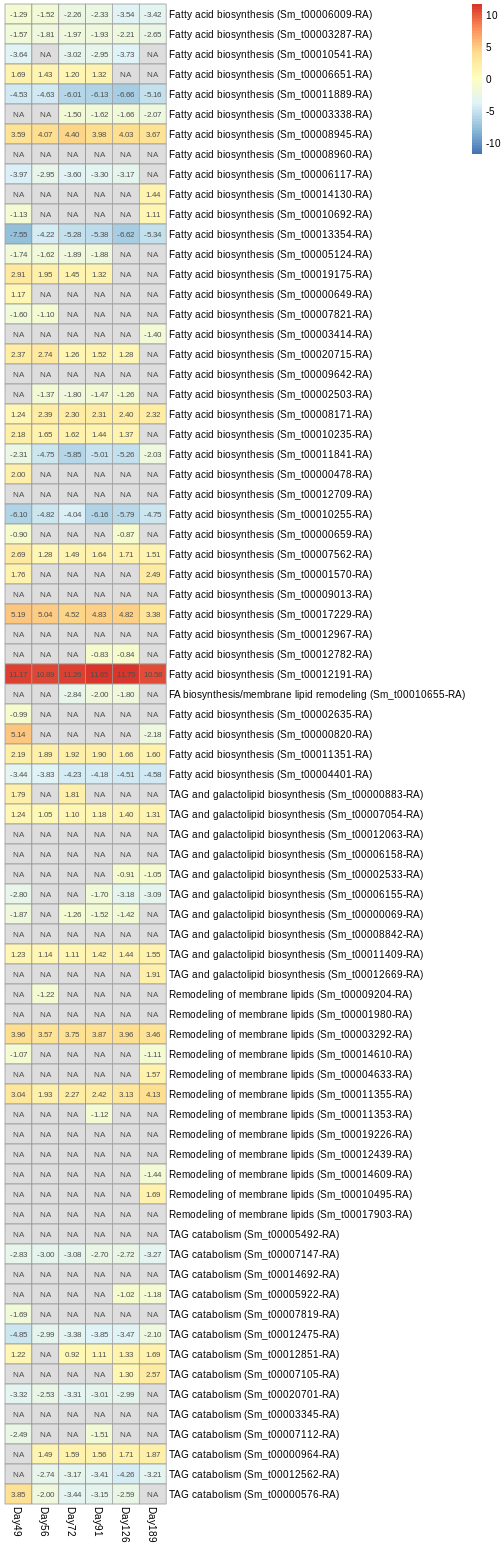 -1.29 -1.52 -2.26 -2.33 -3.54 -3.42 Fatty acid biosynthesis (Sm_t00006009-RA) 10
-1.57 -1.81 -1.97 -1.93 -2.21 -2.65 Fatty acid biosynthesis (Sm_t00003287-RA)
-3.64 NA -3.02 -2.95 -3.73 NA Fatty acid biosynthesis (Sm_t00010541-RA) 5
1.69 1.43 1.20 1.32 NA NA Fatty acid biosynthesis (Sm_t00006651-RA) 0
-4.53 -4.63 -6.01 -6.13 -6.66 -5.16 Fatty acid biosynthesis (Sm_t00011889-RA)
NA NA -1.50 -1.62 -1.66 -2.07 Fatty acid biosynthesis (Sm_t00003338-RA) -5
3.59 4.07 4.40 3.98 4.03 3.67 Fatty acid biosynthesis (Sm_t00008945-RA) -10
NA NA NA NA NA NA Fatty acid biosynthesis (Sm_t00008960-RA)
-3.97 -2.95 -3.60 -3.30 -3.17 NA Fatty acid biosynthesis (Sm_t00006117-RA)
NA NA NA NA NA 1.44 Fatty acid biosynthesis (Sm_t00014130-RA)
-1.13 NA NA NA NA 1.11 Fatty acid biosynthesis (Sm_t00010692-RA)
-7.55 -4.22 -5.28 -5.38 -6.62 -5.34 Fatty acid biosynthesis (Sm_t00013354-RA)
-1.74 -1.62 -1.89 -1.88 NA NA Fatty acid biosynthesis (Sm_t00005124-RA)
2.91 1.95 1.45 1.32 NA NA Fatty acid biosynthesis (Sm_t00019175-RA)
1.17 NA NA NA NA NA Fatty acid biosynthesis (Sm_t00000649-RA)
-1.60 -1.10 NA NA NA NA Fatty acid biosynthesis (Sm_t00007821-RA)
NA NA NA NA NA -1.40 Fatty acid biosynthesis (Sm_t00003414-RA)
2.37 2.74 1.26 1.52 1.28 NA Fatty acid biosynthesis (Sm_t00020715-RA)
NA NA NA NA NA NA Fatty acid biosynthesis (Sm_t00009642-RA)
NA -1.37 -1.80 -1.47 -1.26 NA Fatty acid biosynthesis (Sm_t00002503-RA)
1.24 2.39 2.30 2.31 2.40 2.32 Fatty acid biosynthesis (Sm_t00008171-RA)
2.18 1.65 1.62 1.44 1.37 NA Fatty acid biosynthesis (Sm_t00010235-RA)
-2.31 -4.75 -5.85 -5.01 -5.26 -2.03 Fatty acid biosynthesis (Sm_t00011841-RA)
2.00 NA NA NA NA NA Fatty acid biosynthesis (Sm_t00000478-RA)
NA NA NA NA NA NA Fatty acid biosynthesis (Sm_t00012709-RA)
-6.10 -4.82 -4.04 -6.16 -5.79 -4.75 Fatty acid biosynthesis (Sm_t00010255-RA)
-0.90 NA NA NA -0.87 NA Fatty acid biosynthesis (Sm_t00000659-RA)
2.69 1.28 1.49 1.64 1.71 1.51 Fatty acid biosynthesis (Sm_t00007562-RA)
1.76 NA NA NA NA 2.49 Fatty acid biosynthesis (Sm_t00001570-RA)
NA NA NA NA NA NA Fatty acid biosynthesis (Sm_t00009013-RA)
5.19 5.04 4.52 4.83 4.82 3.38 Fatty acid biosynthesis (Sm_t00017229-RA)
NA NA NA NA NA NA Fatty acid biosynthesis (Sm_t00012967-RA)
NA NA NA -0.83 -0.84 NA Fatty acid biosynthesis (Sm_t00012782-RA)
Fatty acid biosynthesis (Sm_t00012191-RA)
NA NA -2.84 -2.00 -1.80 NA FA biosynthesis/membrane lipid remodeling (Sm_t00010655-RA)
-0.99 NA NA NA NA NA Fatty acid biosynthesis (Sm_t00002635-RA)
5.14 NA NA NA NA -2.18 Fatty acid biosynthesis (Sm_t00000820-RA)
2.19 1.89 1.92 1.90 1.66 1.60 Fatty acid biosynthesis (Sm_t00011351-RA)
-3.44 -3.83 -4.23 -4.18 -4.51 -4.58 Fatty acid biosynthesis (Sm_t00004401-RA)
1.79 NA 1.81 NA NA NA TAG and galactolipid biosynthesis (Sm_t00000883-RA)
1.24 1.05 1.10 1.18 1.40 1.31 TAG and galactolipid biosynthesis (Sm_t00007054-RA)
NA NA NA NA NA NA TAG and galactolipid biosynthesis (Sm_t00012063-RA)
NA NA NA NA NA NA TAG and galactolipid biosynthesis (Sm_t00006158-RA)
NA NA NA NA -0.91 -1.05 TAG and galactolipid biosynthesis (Sm_t00002533-RA)
-2.80 NA NA -1.70 -3.18 -3.09 TAG and galactolipid biosynthesis (Sm_t00006155-RA)
-1.87 NA -1.26 -1.52 -1.42 NA TAG and galactolipid biosynthesis (Sm_t00000069-RA)
NA NA NA NA NA NA TAG and galactolipid biosynthesis (Sm_t00008842-RA)
1.23 1.14 1.11 1.42 1.44 1.55 TAG and galactolipid biosynthesis (Sm_t00011409-RA)
NA NA NA NA NA 1.91 TAG and galactolipid biosynthesis (Sm_t00012669-RA)
NA -1.22 NA NA NA NA Remodeling of membrane lipids (Sm_t00009204-RA)
NA NA NA NA NA NA Remodeling of membrane lipids (Sm_t00001980-RA)
3.96 3.57 3.75 3.87 3.96 3.46 Remodeling of membrane lipids (Sm_t00003292-RA)
-1.07 NA NA NA NA -1.11 Remodeling of membrane lipids (Sm_t00014610-RA)
NA NA NA NA NA 1.57 Remodeling of membrane lipids (Sm_t00004633-RA)
3.04 1.93 2.27 2.42 3.13 4.13 Remodeling of membrane lipids (Sm_t00011355-RA)
NA NA NA -1.12 NA NA Remodeling of membrane lipids (Sm_t00011353-RA)
NA NA NA NA NA NA Remodeling of membrane lipids (Sm_t00019226-RA)
NA NA NA NA NA NA Remodeling of membrane lipids (Sm_t00012439-RA)
NA NA NA NA NA -1.44 Remodeling of membrane lipids (Sm_t00014609-RA)
NA NA NA NA NA 1.69 Remodeling of membrane lipids (Sm_t00010495-RA)
NA NA NA NA NA NA Remodeling of membrane lipids (Sm_t00017903-RA)
NA NA NA NA NA NA TAG catabolism (Sm_t00005492-RA)
-2.83 -3.00 -3.08 -2.70 -2.72 -3.27 TAG catabolism (Sm_t00007147-RA)
NA NA NA NA NA NA TAG catabolism (Sm_t00014692-RA)
NA NA NA NA -1.02 -1.18 TAG catabolism (Sm_t00005922-RA)
-1.69 NA NA NA NA NA TAG catabolism (Sm_t00007819-RA)
-4.85 -2.99 -3.38 -3.85 -3.47 -2.10 TAG catabolism (Sm_t00012475-RA)
1.22 NA 0.92 1.11 1.33 1.69 TAG catabolism (Sm_t00012851-RA)
NA NA NA NA 1.30 2.57 TAG catabolism (Sm_t00007105-RA)
-3.32 -2.53 -3.31 -3.01 -2.99 NA TAG catabolism (Sm_t00020701-RA)
NA NA NA NA NA NA TAG catabolism (Sm_t00003345-RA)
-2.49 NA NA -1.51 NA NA TAG catabolism (Sm_t00007112-RA)
NA 1.49 1.59 1.56 1.71 1.87 TAG catabolism (Sm_t00000964-RA)
NA -2.74 -3.17 -3.41 -4.26 -3.21 TAG catabolism (Sm_t00012562-RA)
3.85 -2.00 -3.44 -3.15 -2.59 NA TAG catabolism (Sm_t00000576-RA)
Day49 Day56 Day72 Day91 Day126 Day189